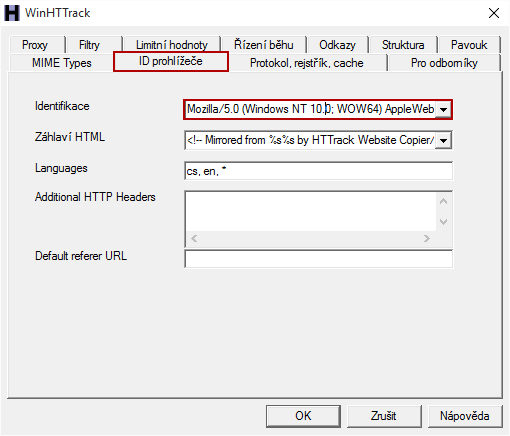 WinHTTrack
Proxy Filtry Limitní hodnoty Řízení běhu Odkazy Struktura Pavouk
MIME Types ID prohlížeče Protokol, rejstřík, cache Pro odborníky
Identifikace Mozilla/5.0 (Windows NT 10.0; WOW64) AppleWeb
Záhlaví HTML <!-- Mirrored from %s%s by HTTrack Website Copier/
Languages cs, en, *
Additional HTTP Headers
Default referer URL
OK Zrušit Nápověda